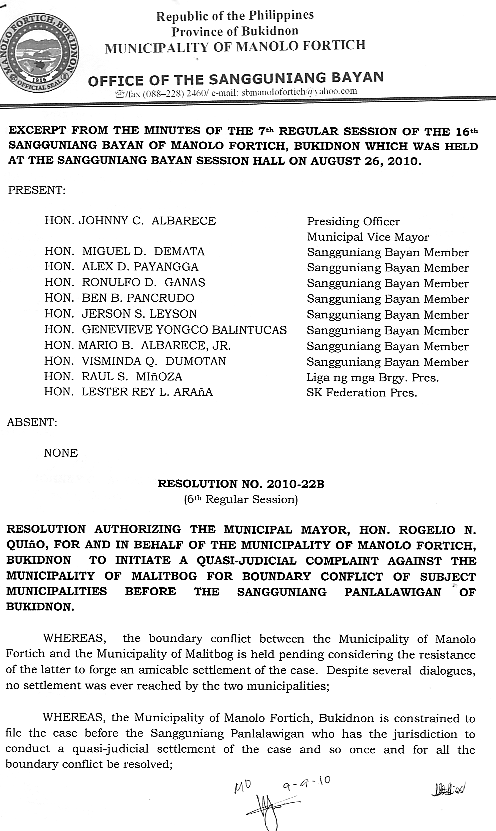 Republic of the Philippines
Province of Bukidnon
MUNICIPALITY OF MANOLO FORTICH
OFFICE OF THE SANGGUNIANG BAYAN
☏/fax (088–228) 2460/ e-mail: sbmanolofortich@yahoo.com
EXCERPT FROM THE MINUTES OF THE 7th REGULAR SESSION OF THE 16th
SANGGUNIANG BAYAN OF MANOLO FORTICH, BUKIDNON WHICH WAS HELD
AT THE SANGGUNIANG BAYAN SESSION HALL ON AUGUST 26, 2010.
PRESENT:
HON. JOHNNY C. ALBARECE Presiding Officer
Municipal Vice Mayor
HON. MIGUEL D. DEMATA Sangguniang Bayan Member
HON. ALEX D. PAYANGGA Sangguniang Bayan Member
HON. RONULFO D. GANAS Sangguniang Bayan Member
HON. BEN B. PANCRUDO Sangguniang Bayan Member
HON. JERSON S. LEYSON Sangguniang Bayan Member
HON. GENEVIEVE YONGCO BALINTUCAS Sangguniang Bayan Member
HON. MARIO B. ALBARECE, JR. Sangguniang Bayan Member
HON. VISMINDA Q. DUMOTAN Sangguniang Bayan Member
HON. RAUL S. MIñOZA Liga ng mga Brgy. Pres.
HON. LESTER REY L. ARAñA SK Federation Pres.
ABSENT:
NONE
RESOLUTION NO. 2010-22B
(6th Regular Session)
RESOLUTION AUTHORIZING THE MUNICIPAL MAYOR, HON. ROGELIO N.
QUIñO, FOR AND IN BEHALF OF THE MUNICIPALITY OF MANOLO FORTICH,
BUKIDNON TO INITIATE A QUASI-JUDICIAL COMPLAINT AGAINST THE
MUNICIPALITY OF MALITBOG FOR BOUNDARY CONFLICT OF SUBJECT
MUNICIPALITIES BEFORE THE SANGGUNIANG PANLALAWIGAN OF
BUKIDNON.
WHEREAS, the boundary conflict between the Municipality of Manolo
Fortich and the Municipality of Malitbog is held pending considering the resistance
of the latter to forge an amicable settlement of the case. Despite several dialogues,
no settlement was ever reached by the two municipalities;
WHEREAS, the Municipality of Manolo Fortich, Bukidnon is constrained to
file the case before the Sangguniang Panlalawigan who has the jurisdiction to
conduct a quasi-judicial settlement of the case and so once and for all the
boundary conflict be resolved;
MO 9-9-10